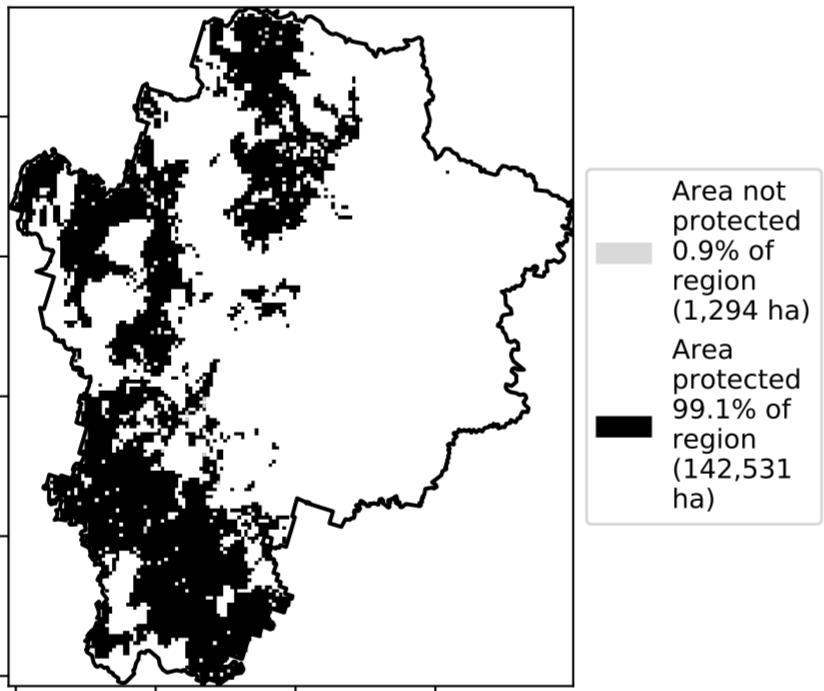 Area not
protected
0.9% of
region
(1,294 ha)
Area
protected
99.1% of
region
(142,531
ha)